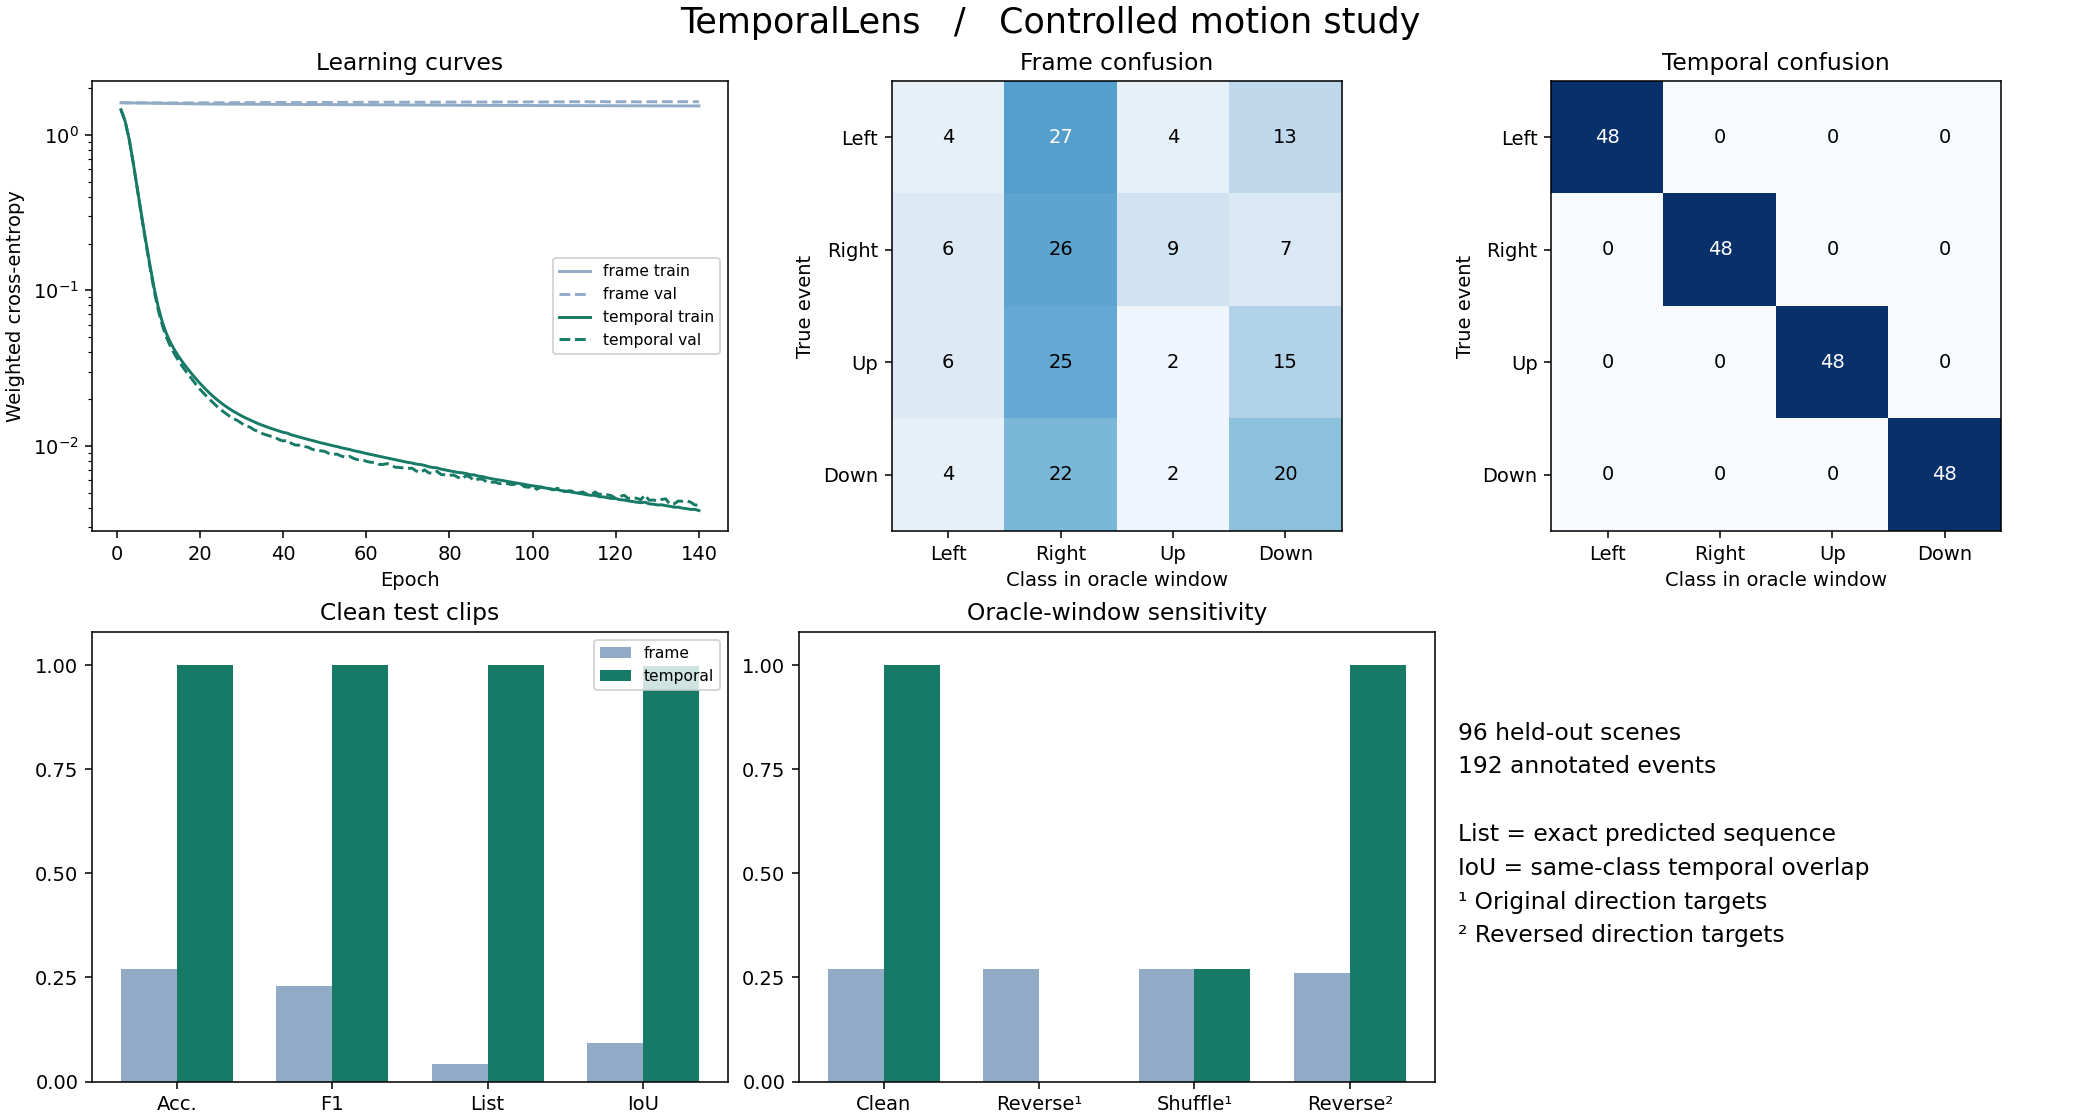 TemporalLens / Controlled motion study
Learning curves
Weighted cross-entropy
10⁰
10⁻¹
10⁻²
frame train
frame val
temporal train
temporal val
0 20 40 60 80 100 120 140
Epoch
Frame confusion
True event
Left 4 27 4 13
Right 6 26 9 7
Up 6 25 2 15
Down 4 22 2 20
Left Right Up Down
Class in oracle window
Temporal confusion
True event
Left 48 0 0 0
Right 0 48 0 0
Up 0 0 48 0
Down 0 0 0 48
Left Right Up Down
Class in oracle window
Clean test clips
1.00
0.75
0.50
0.25
0.00
frame
temporal
Acc. F1 List IoU
Oracle-window sensitivity
1.00
0.75
0.50
0.25
0.00
Clean Reverse¹ Shuffle¹ Reverse²
96 held-out scenes
192 annotated events
List = exact predicted sequence
IoU = same-class temporal overlap
¹ Original direction targets
² Reversed direction targets